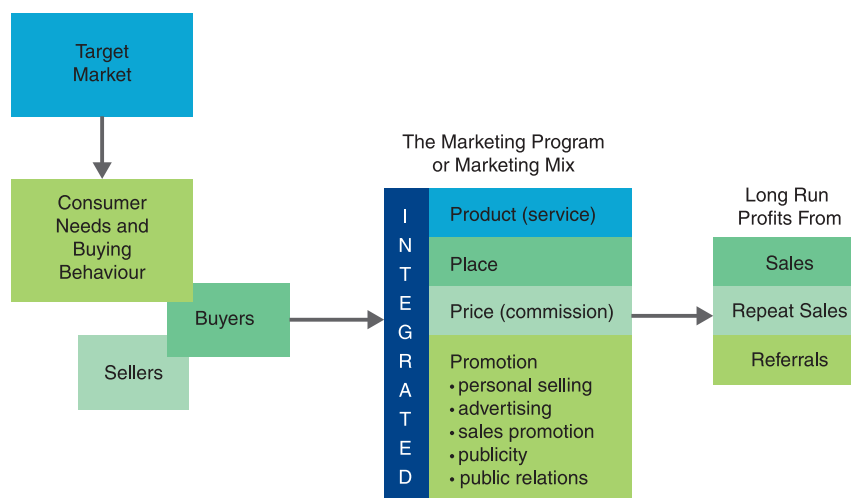 Target
Market
Consumer
Needs and
Buying
Behaviour
Buyers
Sellers
The Marketing Program
or Marketing Mix
INTEGRATED
Product (service)
Place
Price (commission)
Promotion
• personal selling
• advertising
• sales promotion
• publicity
• public relations
Long Run
Profits From
Sales
Repeat Sales
Referrals